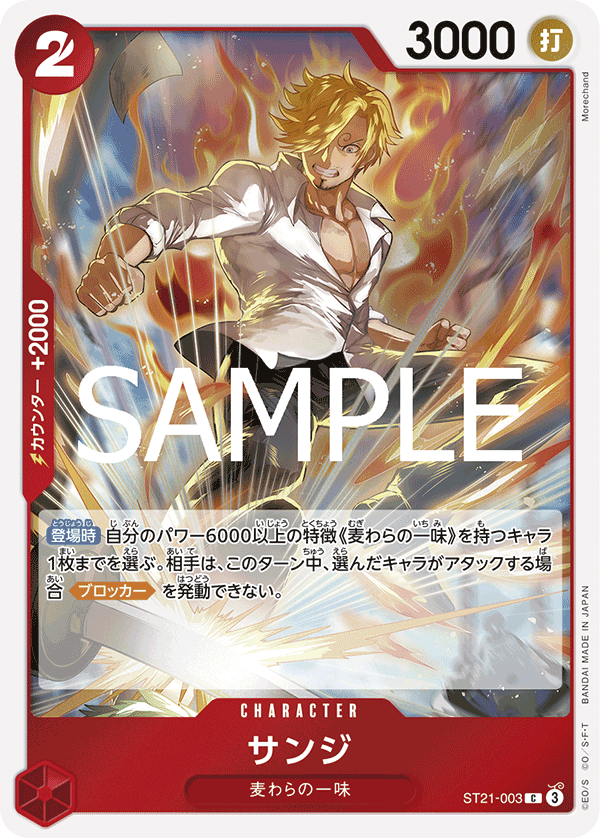 2
3000
打
Morechand
カウンター +2000
SAMPLE
登場時 自分のパワー6000以上の特徴《麦わらの一味》を持つキャラ
1枚までを選ぶ。相手は、このターン中、選んだキャラがアタックする場
合 ブロッカー を発動できない。
CHARACTER
サンジ
麦わらの一味
ST21-003 C 3
©E.O/S ©O/S・F・T BANDAI MADE IN JAPAN